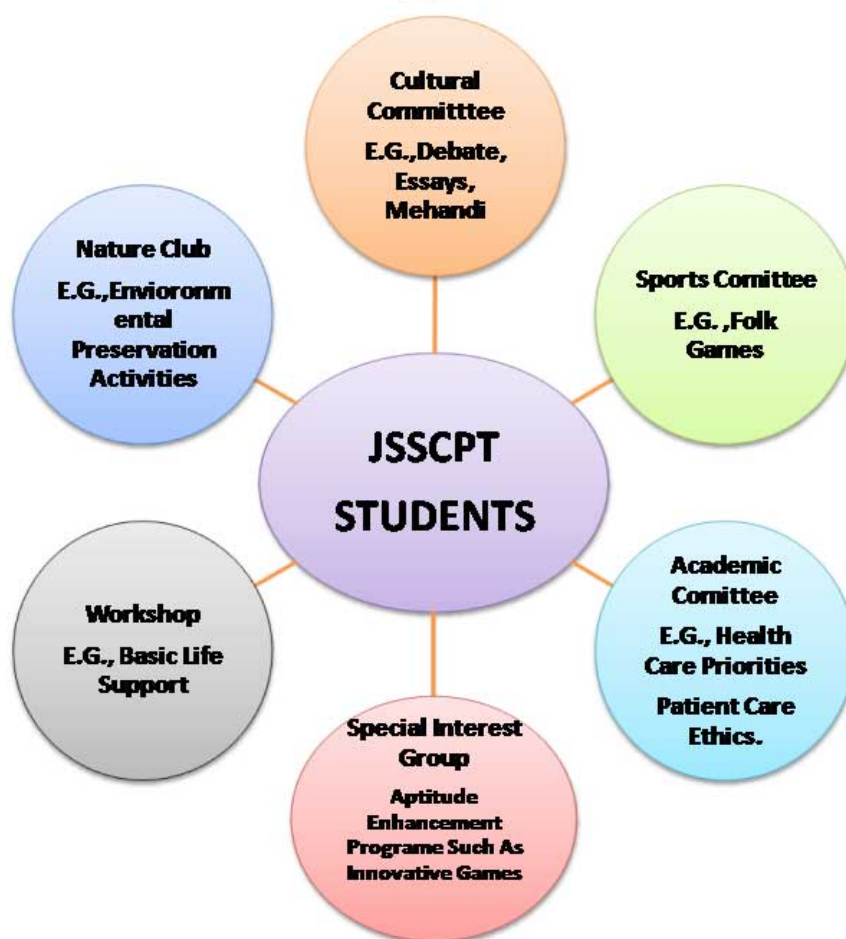 Cultural
Committtee
E.G.,Debate,
Essays,
Mehandi
Nature Club
E.G.,Envioronm
ental
Preservation
Activities
Sports Comittee
E.G. ,Folk
Games
JSSCPT
STUDENTS
Workshop
E.G., Basic Life
Support
Academic
Comittee
E.G., Health
Care Priorities
Patient Care
Ethics.
Special Interest
Group
Aptitude
Enhancement
Programe Such As
Innovative Games